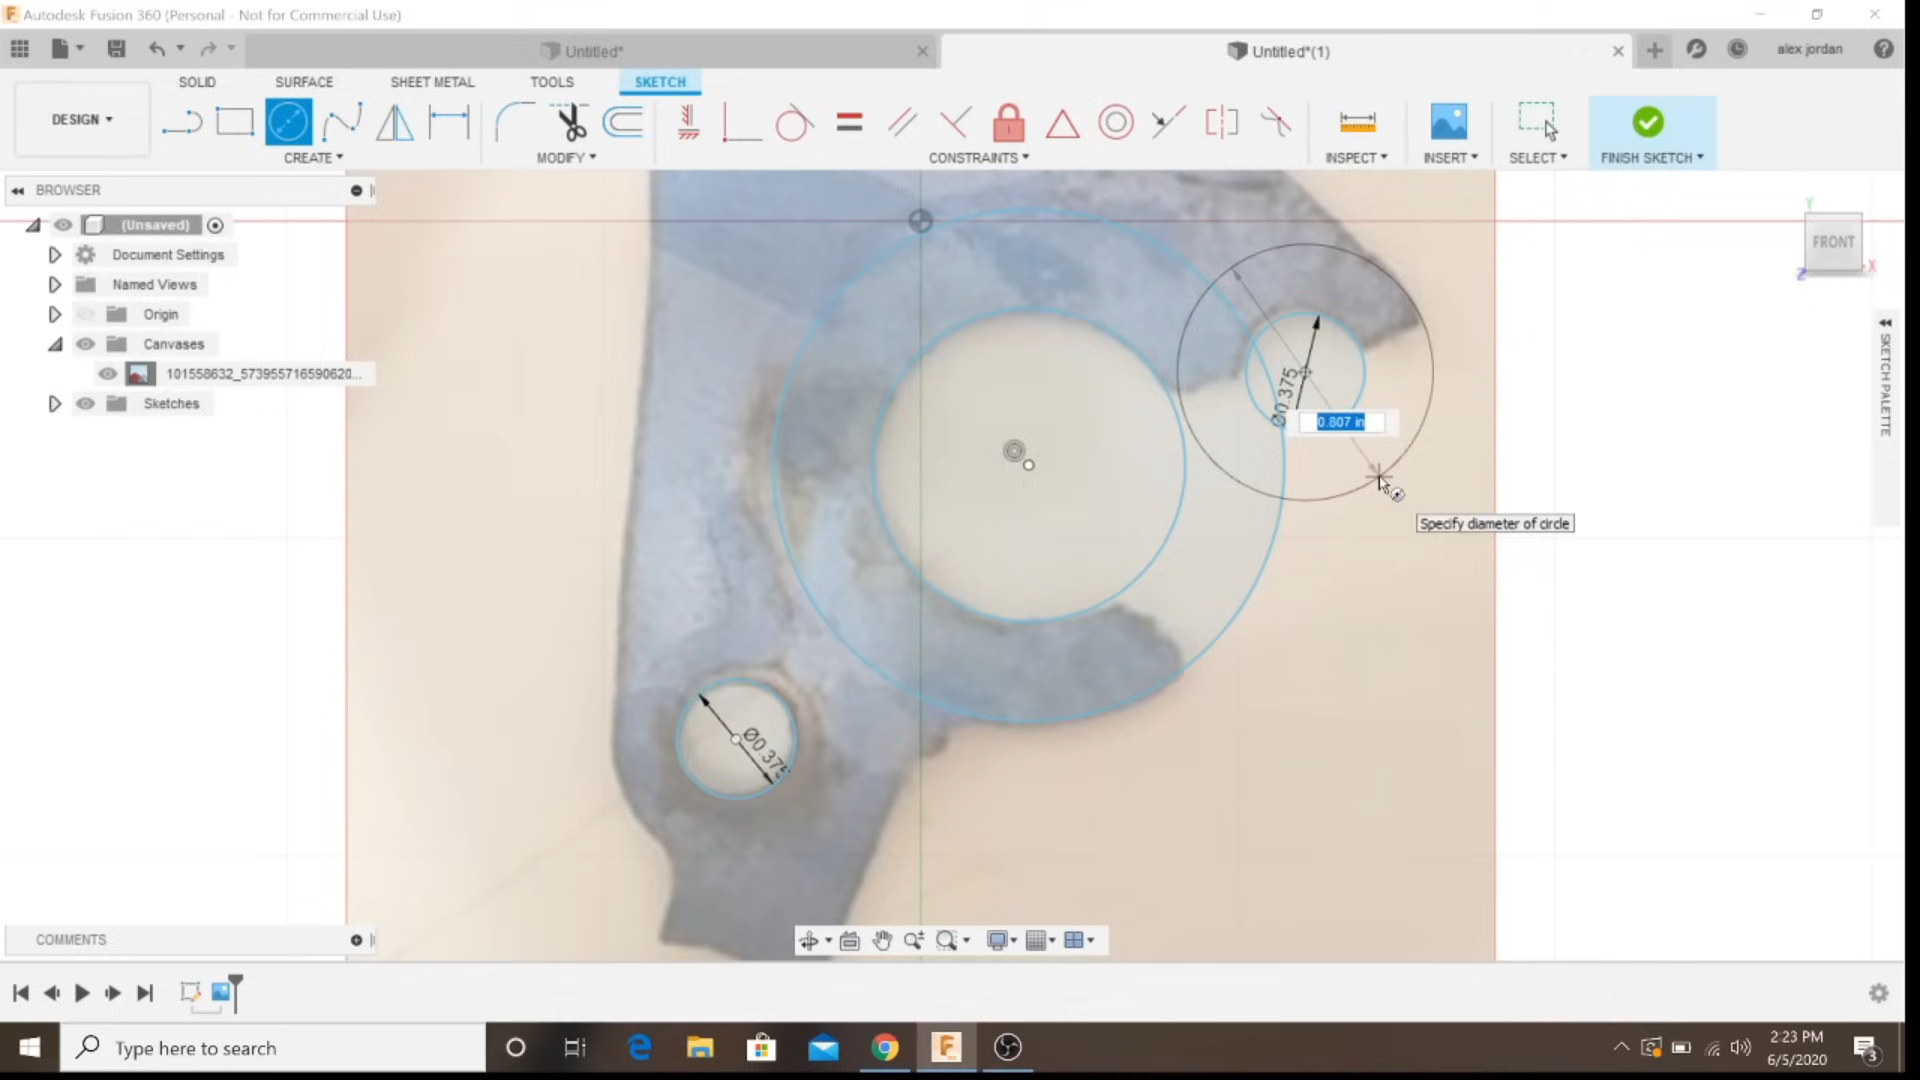 Autodesk Fusion 360 (Personal - Not for Commercial Use)
Untitled*
Untitled*(1)
alex jordan
SOLID
SURFACE
SHEET METAL
TOOLS
SKETCH
DESIGN
CREATE
MODIFY
CONSTRAINTS
INSPECT
INSERT
SELECT
FINISH SKETCH
BROWSER
(Unsaved)
Document Settings
Named Views
Origin
Canvases
101558632_573955716590620...
Sketches
Y
FRONT
X
Z
SKETCH PALETTE
Ø0.375
0.807 in
Specify diameter of circle
Ø0.375
COMMENTS
Type here to search
2:23 PM
6/5/2020
3